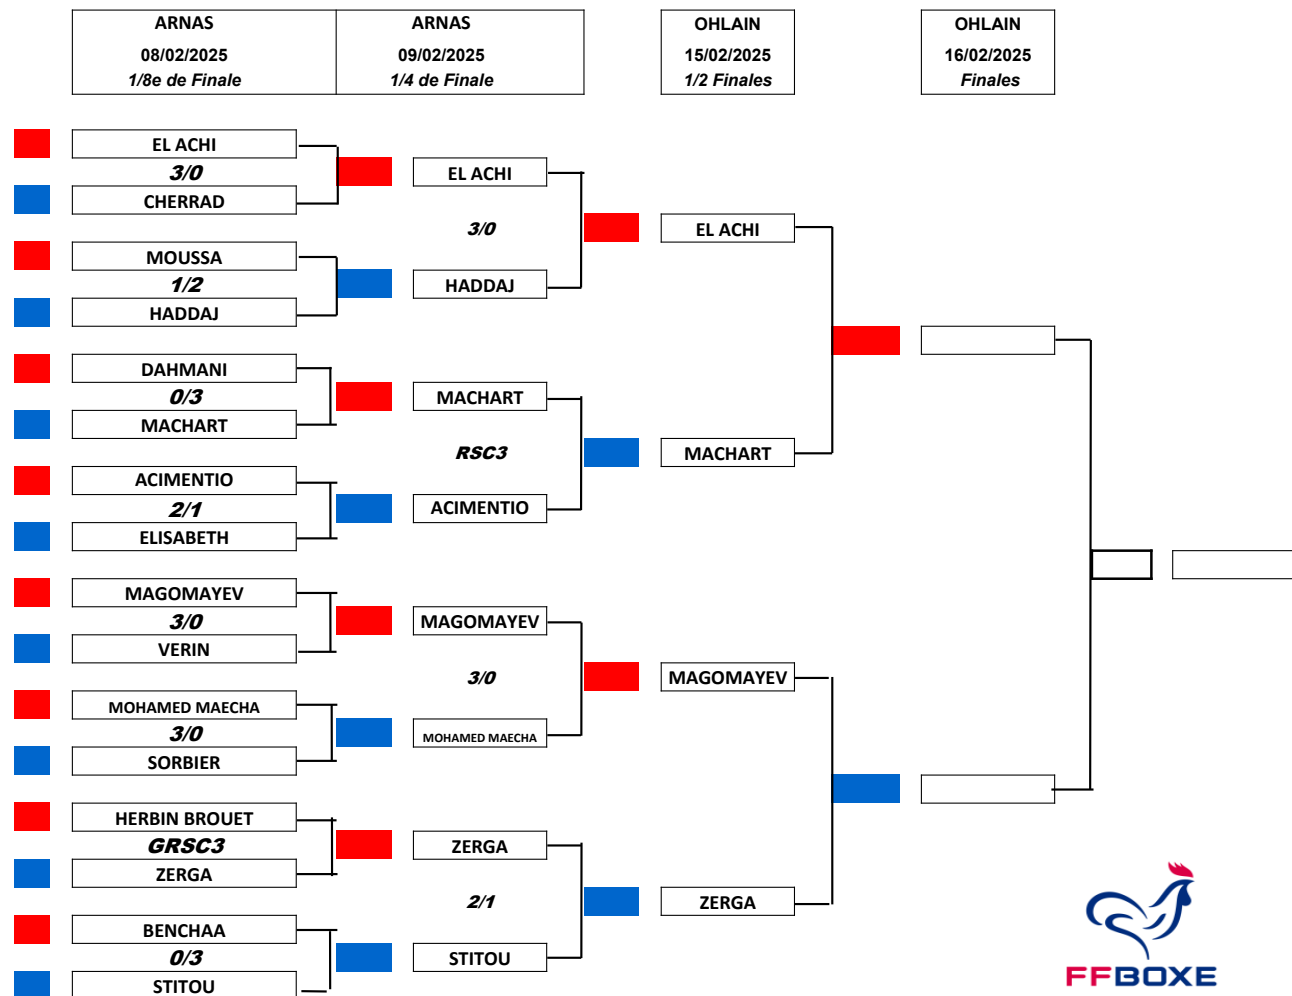 ARNAS
08/02/2025
1/8e de Finale
ARNAS
09/02/2025
1/4 de Finale
OHLAIN
15/02/2025
1/2 Finales
OHLAIN
16/02/2025
Finales
EL ACHI
3/0
CHERRAD
MOUSSA
1/2
HADDAJ
DAHMANI
0/3
MACHART
ACIMENTIO
2/1
ELISABETH
MAGOMAYEV
3/0
VERIN
MOHAMED MAECHA
3/0
SORBIER
HERBIN BROUET
GRSC3
ZERGA
BENCHAA
0/3
STITOU
EL ACHI
3/0
HADDAJ
MACHART
RSC3
ACIMENTIO
MAGOMAYEV
3/0
MOHAMED MAECHA
ZERGA
2/1
STITOU
EL ACHI
MACHART
MAGOMAYEV
ZERGA
FFBOXE